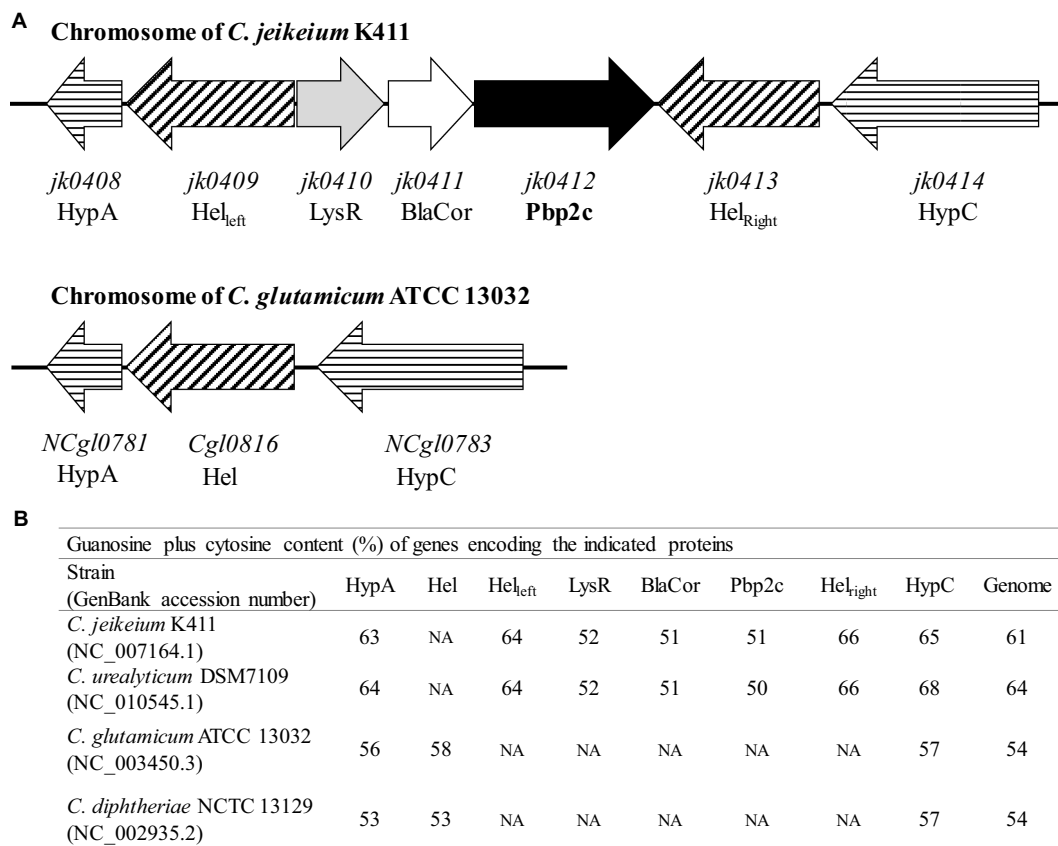 A
Chromosome of C. jeikeium K411
jk0408 jk0409 jk0410 jk0411 jk0412 jk0413 jk0414
HypA Helleft LysR BlaCor Pbp2c HelRight HypC
Chromosome of C. glutamicum ATCC 13032
NCgl0781 Cgl0816 NCgl0783
HypA Hel HypC
B
Guanosine plus cytosine content (%) of genes encoding the indicated proteins
Strain
(GenBank accession number) HypA Hel Helleft LysR BlaCor Pbp2c Helright HypC Genome
C. jeikeium K411
(NC_007164.1) 63 NA 64 52 51 51 66 65 61
C. urealyticum DSM7109
(NC_010545.1) 64 NA 64 52 51 50 66 68 64
C. glutamicum ATCC 13032
(NC_003450.3) 56 58 NA NA NA NA NA 57 54
C. diphtheriae NCTC 13129
(NC_002935.2) 53 53 NA NA NA NA NA 57 54